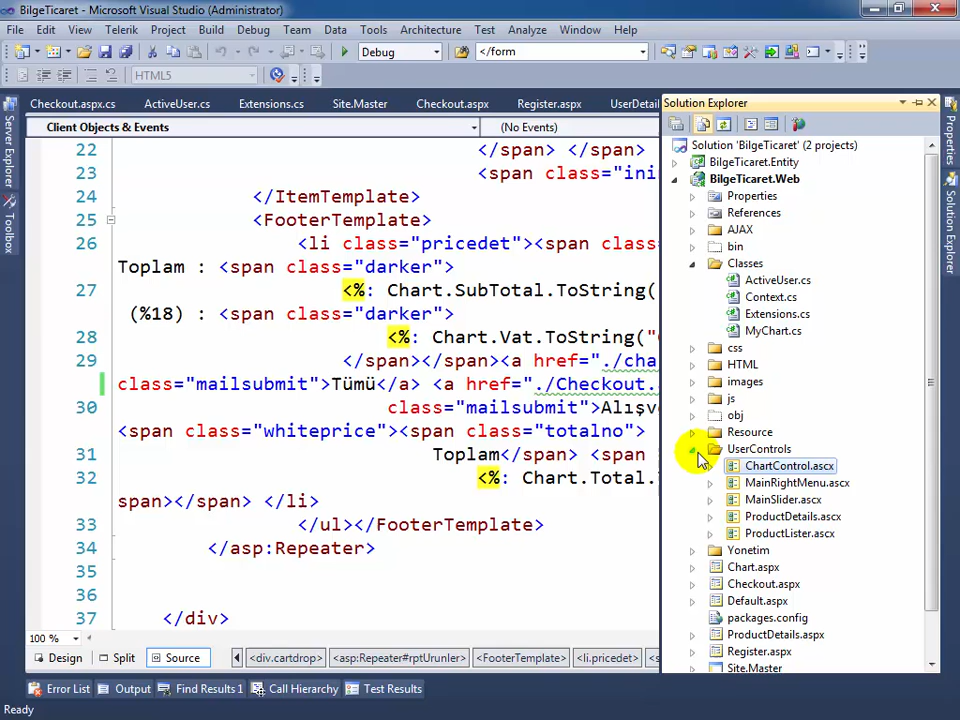 BilgeTicaret - Microsoft Visual Studio (Administrator)
File Edit View Telerik Project Build Debug Team Data Tools Architecture Test Analyze Window Help
Debug </form
HTML5
Checkout.aspx.cs ActiveUser.cs Extensions.cs Site.Master Checkout.aspx Register.aspx UserDetail
Client Objects & Events (No Events)
22 </span> </span>
23 <span class="inir
24 </ItemTemplate>
25 <FooterTemplate>
26 <li class="pricedet"><span
Toplam : <span class="darker">
27 <%: Chart.SubTotal.ToString(
(%18) : <span class="darker">
28 <%: Chart.Vat.ToString("
29 </span></span><a href="./cha
class="mailsubmit">Tümü</a> <a href="./Checkout.
30 class="mailsubmit">Alışv
<span class="whiteprice"><span class="totalno">
31 Toplam</span> <span
32 <%: Chart.Total.
span></span> </li>
33 </ul></FooterTemplate>
34 </asp:Repeater>
35
36
37 </div>
100 %
Design Split Source <div.cartdrop> <asp:Repeater#rptUrunler> <FooterTemplate> <li.pricedet> <s
Error List Output Find Results 1 Call Hierarchy Test Results
Ready
Server Explorer
Toolbox
Solution Explorer
Solution 'BilgeTicaret' (2 projects)
BilgeTicaret.Entity
BilgeTicaret.Web
Properties
References
AJAX
bin
Classes
ActiveUser.cs
Context.cs
Extensions.cs
MyChart.cs
css
HTML
images
js
obj
Resource
UserControls
ChartControl.ascx
MainRightMenu.ascx
MainSlider.ascx
ProductDetails.ascx
ProductLister.ascx
Yonetim
Chart.aspx
Checkout.aspx
Default.aspx
packages.config
ProductDetails.aspx
Register.aspx
Site.Master
Properties
Solution Explorer